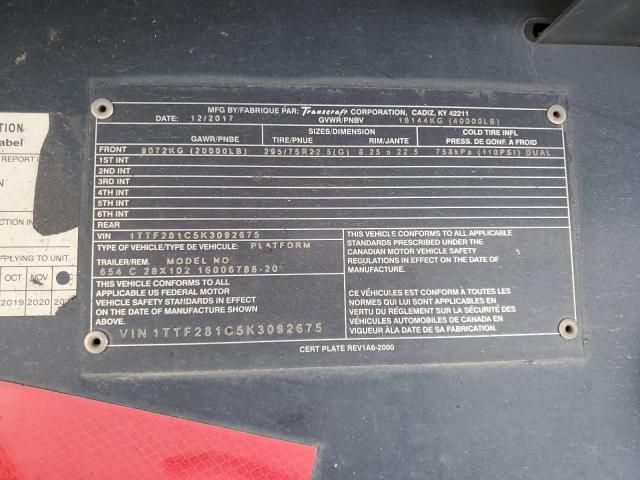 MFG BY/FABRIQUE PAR: Transcraft CORPORATION, CADIZ, KY 42211
DATE: 12/2017 GVWR/PNBV 18144KG (40000LB)
GAWR/PNBE SIZES/DIMENSION COLD TIRE INFL
TIRE/PNUE RIM/JANTE PRESS. DE GONF. A FROID
FRONT 9072KG (20000LB) 295/75R22.5(G) 8.25 x 22.5 758kPa (110PSI) DUAL
1ST INT
2ND INT
3RD INT
4TH INT
5TH INT
6TH INT
REAR
VIN 1TTF281C5K3092675
TYPE OF VEHICLE/TYPE DE VEHICULE: PLATFORM
TRAILER/REM. MODEL NO
654 C 28X102 16006786-20'
THIS VEHICLE CONFORMS TO ALL
APPLICABLE US FEDERAL MOTOR
VEHICLE SAFETY STANDARDS IN EFFECT
ON THE DATE OF MANUFACTURE SHOWN
ABOVE.
VIN 1TTF281C5K3092675
THIS VEHICLE CONFORMS TO ALL APPLICABLE
STANDARDS PRESCRIBED UNDER THE
CANADIAN MOTOR VEHICLE SAFETY
REGULATIONS IN EFFECT ON THE DATE OF
MANUFACTURE.
CE VÉHICULES EST CONFORME À TOUTES LES
NORMES QUI LUI SONT APPLICABLES EN
VERTU DU RÉGLEMENT SUR LA SÉCURITÉ DES
VÉHICULES AUTOMOBILES DE CANADA EN
VIGUEUR À LA DATE DE SA FABRICATION.
CERT PLATE REV1A6-2000
TION
abel
REPORT
N
ACTION
PLYING TO UNIT.
OCT NOV
2019 2020